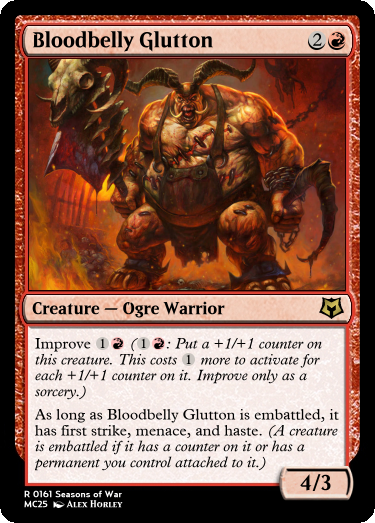 Bloodbelly Glutton 2
Creature — Ogre Warrior
Improve 1 (1: Put a +1/+1 counter on
this creature. This costs 1 more to activate for
each +1/+1 counter on it. Improve only as a
sorcery.)
As long as Bloodbelly Glutton is embattled, it
has first strike, menace, and haste. (A creature
is embattled if it has a counter on it or has a
permanent you control attached to it.)
4/3
R 0161 Seasons of War
MC25 Alex Horley